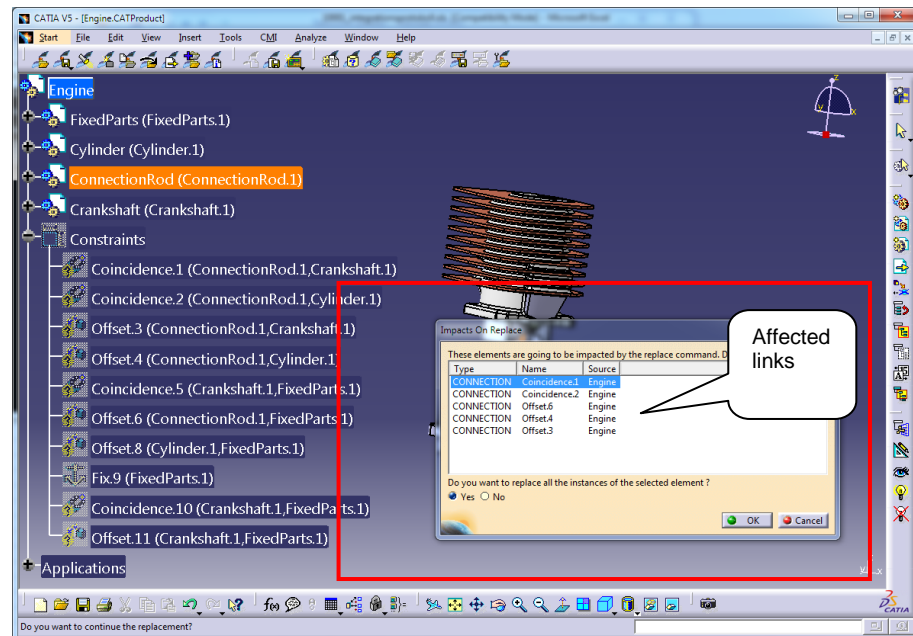 CATIA V5 - [Engine.CATProduct]
Start File Edit View Insert Tools CMI Analyze Window Help
Engine
FixedParts (FixedParts.1)
Cylinder (Cylinder.1)
ConnectionRod (ConnectionRod.1)
Crankshaft (Crankshaft.1)
Constraints
Coincidence.1 (ConnectionRod.1,Crankshaft.1)
Coincidence.2 (ConnectionRod.1,Cylinder.1)
Offset.3 (ConnectionRod.1,Crankshaft.1)
Offset.4 (ConnectionRod.1,Cylinder.1)
Coincidence.5 (Crankshaft.1,FixedParts.1)
Offset.6 (ConnectionRod.1,FixedParts.1)
Offset.8 (Cylinder.1,FixedParts.1)
Fix.9 (FixedParts.1)
Coincidence.10 (Crankshaft.1,FixedParts.1)
Offset.11 (Crankshaft.1,FixedParts.1)
Applications
z
y
x
Impacts On Replace
These elements are going to be impacted by the replace command. D
Type Name Source
CONNECTION Coincidence.1 Engine
CONNECTION Coincidence.2 Engine
CONNECTION Offset.6 Engine
CONNECTION Offset.4 Engine
CONNECTION Offset.3 Engine
Do you want to replace all the instances of the selected element ?
Yes No
OK Cancel
Affected
links
CATIA
Do you want to continue the replacement?